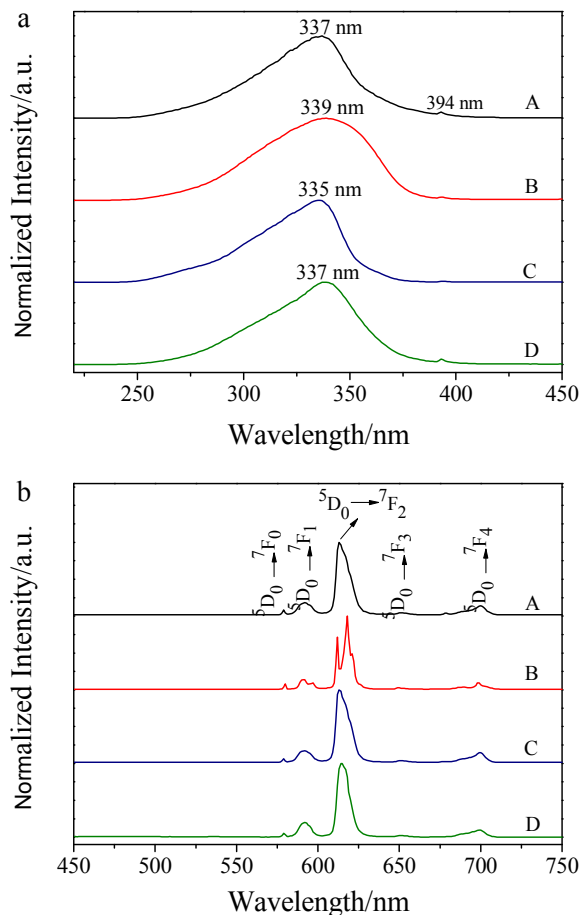 a
337 nm
394 nm
A
339 nm
B
335 nm
C
337 nm
D
Normalized Intensity/a.u.
250 300 350 400 450
Wavelength/nm
b
⁵D₀ → ⁷F₂
⁵D₀ → ⁷F₀
⁵D₀ → ⁷F₁
⁵D₀ → ⁷F₃
⁵D₀ → ⁷F₄
A
B
C
D
Normalized Intensity/a.u.
450 500 550 600 650 700 750
Wavelength/nm